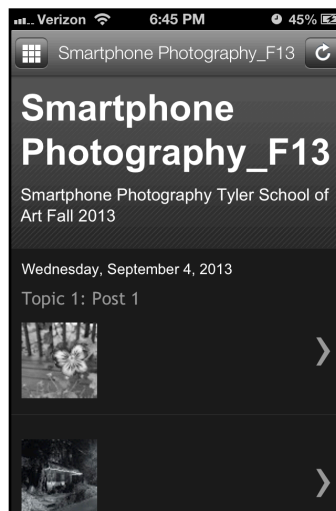 Verizon 6:45 PM 45%
Smartphone Photography_F13
Smartphone
Photography_F13
Smartphone Photography Tyler School of
Art Fall 2013
Wednesday, September 4, 2013
Topic 1: Post 1